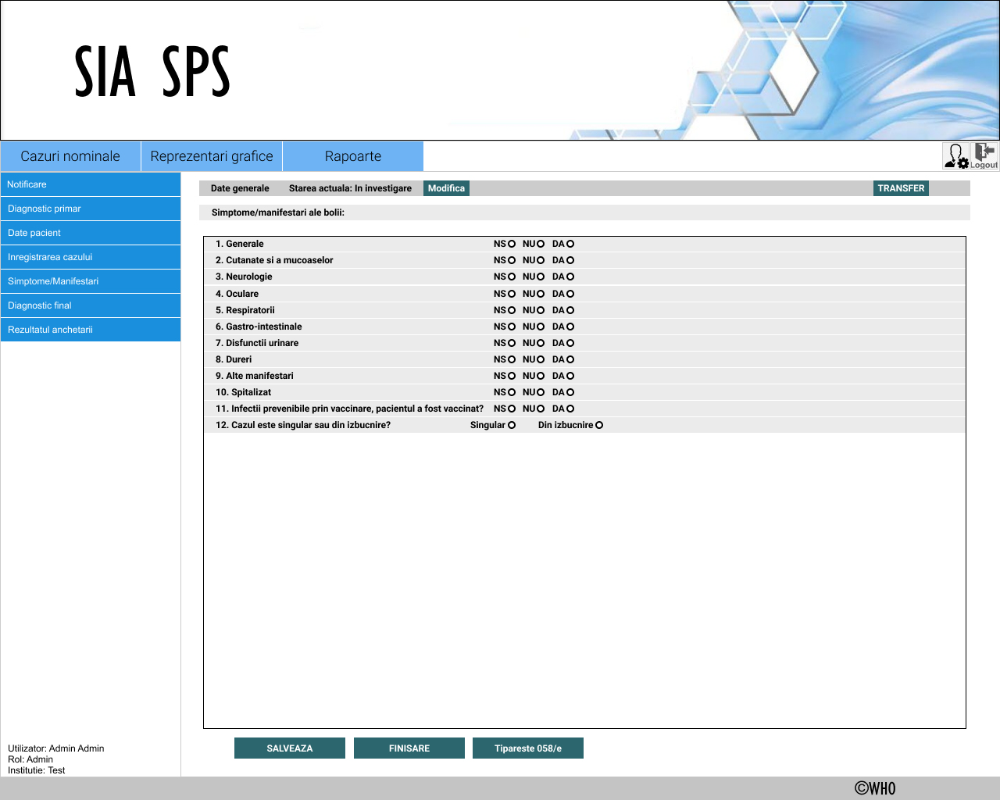 SIA SPS
Cazuri nominale Reprezentari grafice Rapoarte Logout
Notificare
Diagnostic primar
Date pacient
Inregistrarea cazului
Simptome/Manifestari
Diagnostic final
Rezultatul anchetarii
Date generale Starea actuala: In investigare Modifica TRANSFER
Simptome/manifestari ale bolii:
1. Generale NS NU DA
2. Cutanate si a mucoaselor NS NU DA
3. Neurologie NS NU DA
4. Oculare NS NU DA
5. Respiratorii NS NU DA
6. Gastro-intestinale NS NU DA
7. Disfunctii urinare NS NU DA
8. Dureri NS NU DA
9. Alte manifestari NS NU DA
10. Spitalizat NS NU DA
11. Infectii prevenibile prin vaccinare, pacientul a fost vaccinat? NS NU DA
12. Cazul este singular sau din izbucnire? Singular Din izbucnire
SALVEAZA FINISARE Tipareste 058/e
Utilizator: Admin Admin
Rol: Admin
Institutie: Test
©WHO